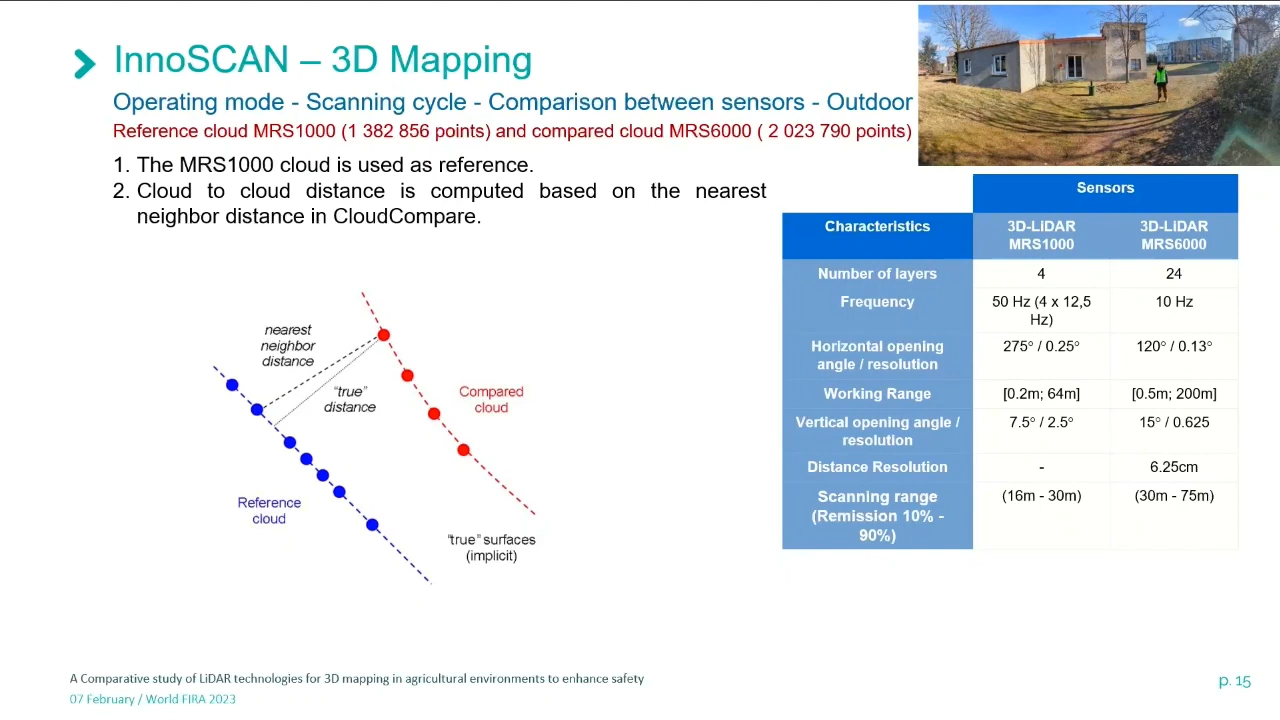 InnoSCAN – 3D Mapping
Operating mode - Scanning cycle - Comparison between sensors - Outdoor
Reference cloud MRS1000 (1 382 856 points) and compared cloud MRS6000 ( 2 023 790 points)
1. The MRS1000 cloud is used as reference.
2. Cloud to cloud distance is computed based on the nearest
neighbor distance in CloudCompare.
nearest
neighbor
distance
"true"
distance
Compared
cloud
Reference
cloud
"true" surfaces
(implicit)
Sensors
Characteristics
3D-LiDAR
MRS1000
3D-LiDAR
MRS6000
Number of layers
4
24
Frequency
50 Hz (4 x 12,5
Hz)
10 Hz
Horizontal opening
angle / resolution
275° / 0.25°
120° / 0.13°
Working Range
[0.2m; 64m]
[0.5m; 200m]
Vertical opening angle /
resolution
7.5° / 2.5°
15° / 0.625
Distance Resolution
-
6.25cm
Scanning range
(Remission 10% -
90%)
(16m - 30m)
(30m - 75m)
A Comparative study of LiDAR technologies for 3D mapping in agricultural environments to enhance safety
07 February / World FIRA 2023
p. 15